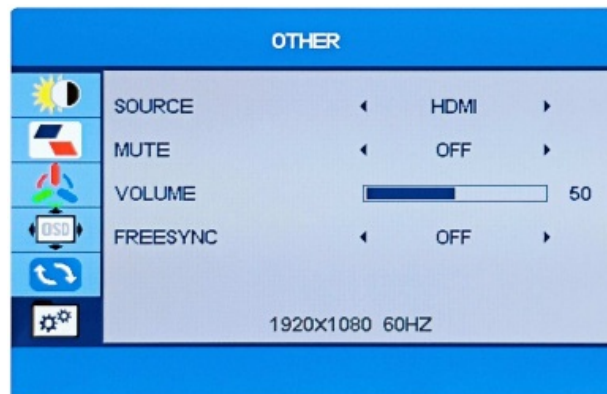 OTHER
SOURCE HDMI
MUTE OFF
VOLUME 50
OSD
FREESYNC OFF
1920X1080 60HZ